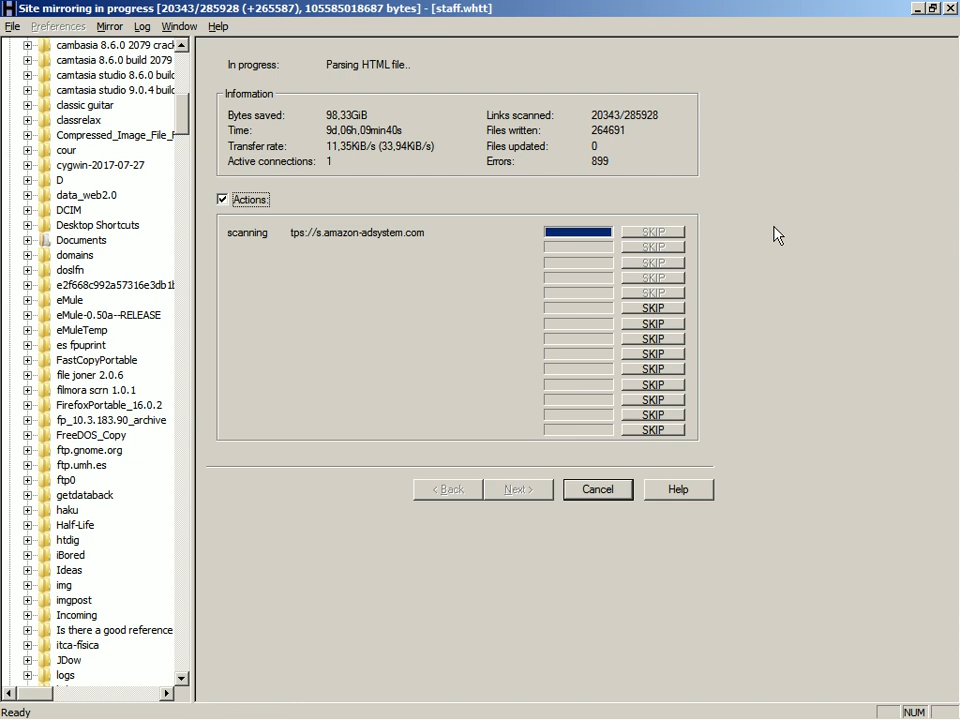 Site mirroring in progress [20343/285928 (+265587), 105585018687 bytes] - [staff.whtt]
File Preferences Mirror Log Window Help
cambasia 8.6.0 2079 crack
camtasia 8.6.0 build 2079
camtasia studio 8.6.0 build
camtasia studio 9.0.4 build
classic guitar
classrelax
Compressed_Image_File_F
cour
cygwin-2017-07-27
D
data_web2.0
DCIM
Desktop Shortcuts
Documents
domains
doslfn
e2f668c992a57316e3db1b
eMule
eMule-0.50a--RELEASE
eMuleTemp
es fpuprint
FastCopyPortable
file joner 2.0.6
filmora scrn 1.0.1
FirefoxPortable_16.0.2
fp_10.3.183.90_archive
FreeDOS_Copy
ftp.gnome.org
ftp.umh.es
ftp0
getdataback
haku
Half-Life
htdig
iBored
Ideas
img
imgpost
Incoming
Is there a good reference
itca-física
JDow
logs
In progress: Parsing HTML file..
Information
Bytes saved: 98,33GiB Links scanned: 20343/285928
Time: 9d,06h,09min40s Files written: 264691
Transfer rate: 11,35KiB/s (33,94KiB/s) Files updated: 0
Active connections: 1 Errors: 899
Actions:
scanning tps://s.amazon-adsystem.com SKIP
SKIP
SKIP
SKIP
SKIP
SKIP
SKIP
SKIP
SKIP
SKIP
SKIP
SKIP
SKIP
SKIP
< Back Next > Cancel Help
Ready NUM